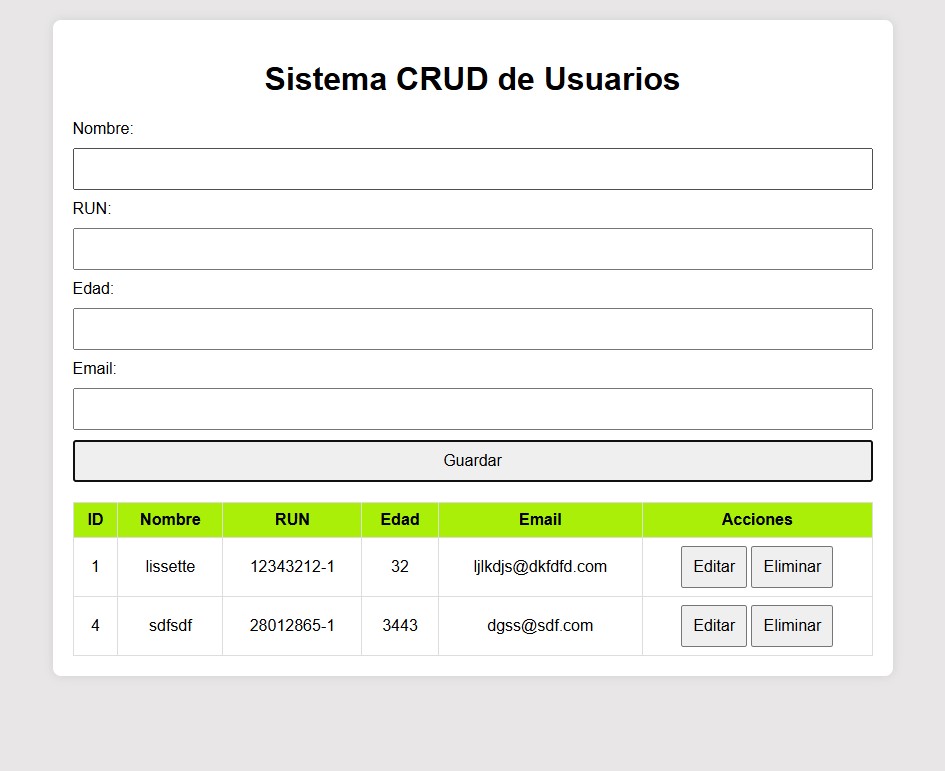 Sistema CRUD de Usuarios
Nombre:
RUN:
Edad:
Email:
Guardar
ID Nombre RUN Edad Email Acciones
1 lissette 12343212-1 32 ljlkdjs@dkfdfd.com Editar Eliminar
4 sdfsdf 28012865-1 3443 dgss@sdf.com Editar Eliminar